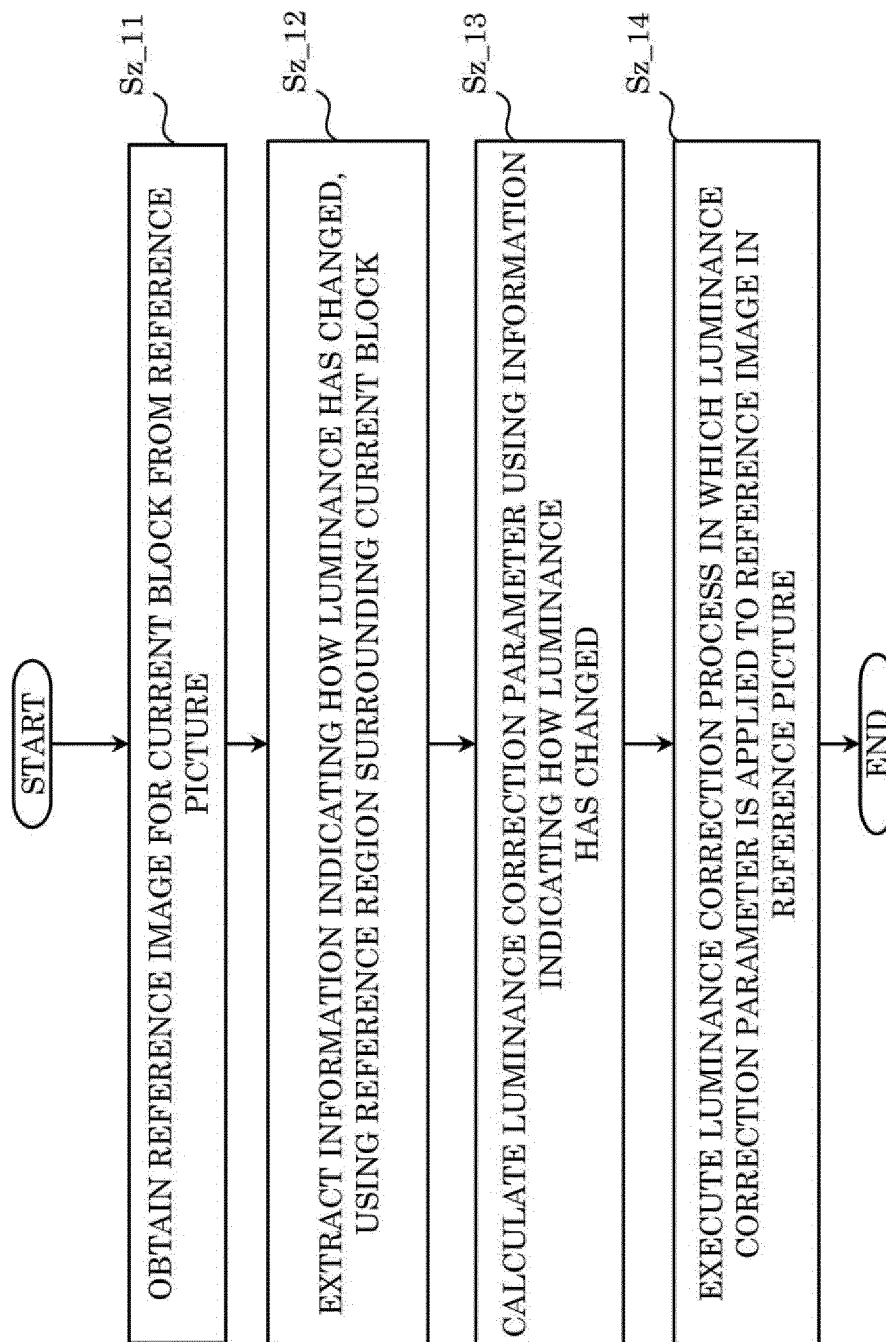 START
OBTAIN REFERENCE IMAGE FOR CURRENT BLOCK FROM REFERENCE
PICTURE
Sz_11
EXTRACT INFORMATION INDICATING HOW LUMINANCE HAS CHANGED,
USING REFERENCE REGION SURROUNDING CURRENT BLOCK
Sz_12
CALCULATE LUMINANCE CORRECTION PARAMETER USING INFORMATION
INDICATING HOW LUMINANCE
HAS CHANGED
Sz_13
EXECUTE LUMINANCE CORRECTION PROCESS IN WHICH LUMINANCE
CORRECTION PARAMETER IS APPLIED TO REFERENCE IMAGE IN
REFERENCE PICTURE
Sz_14
END